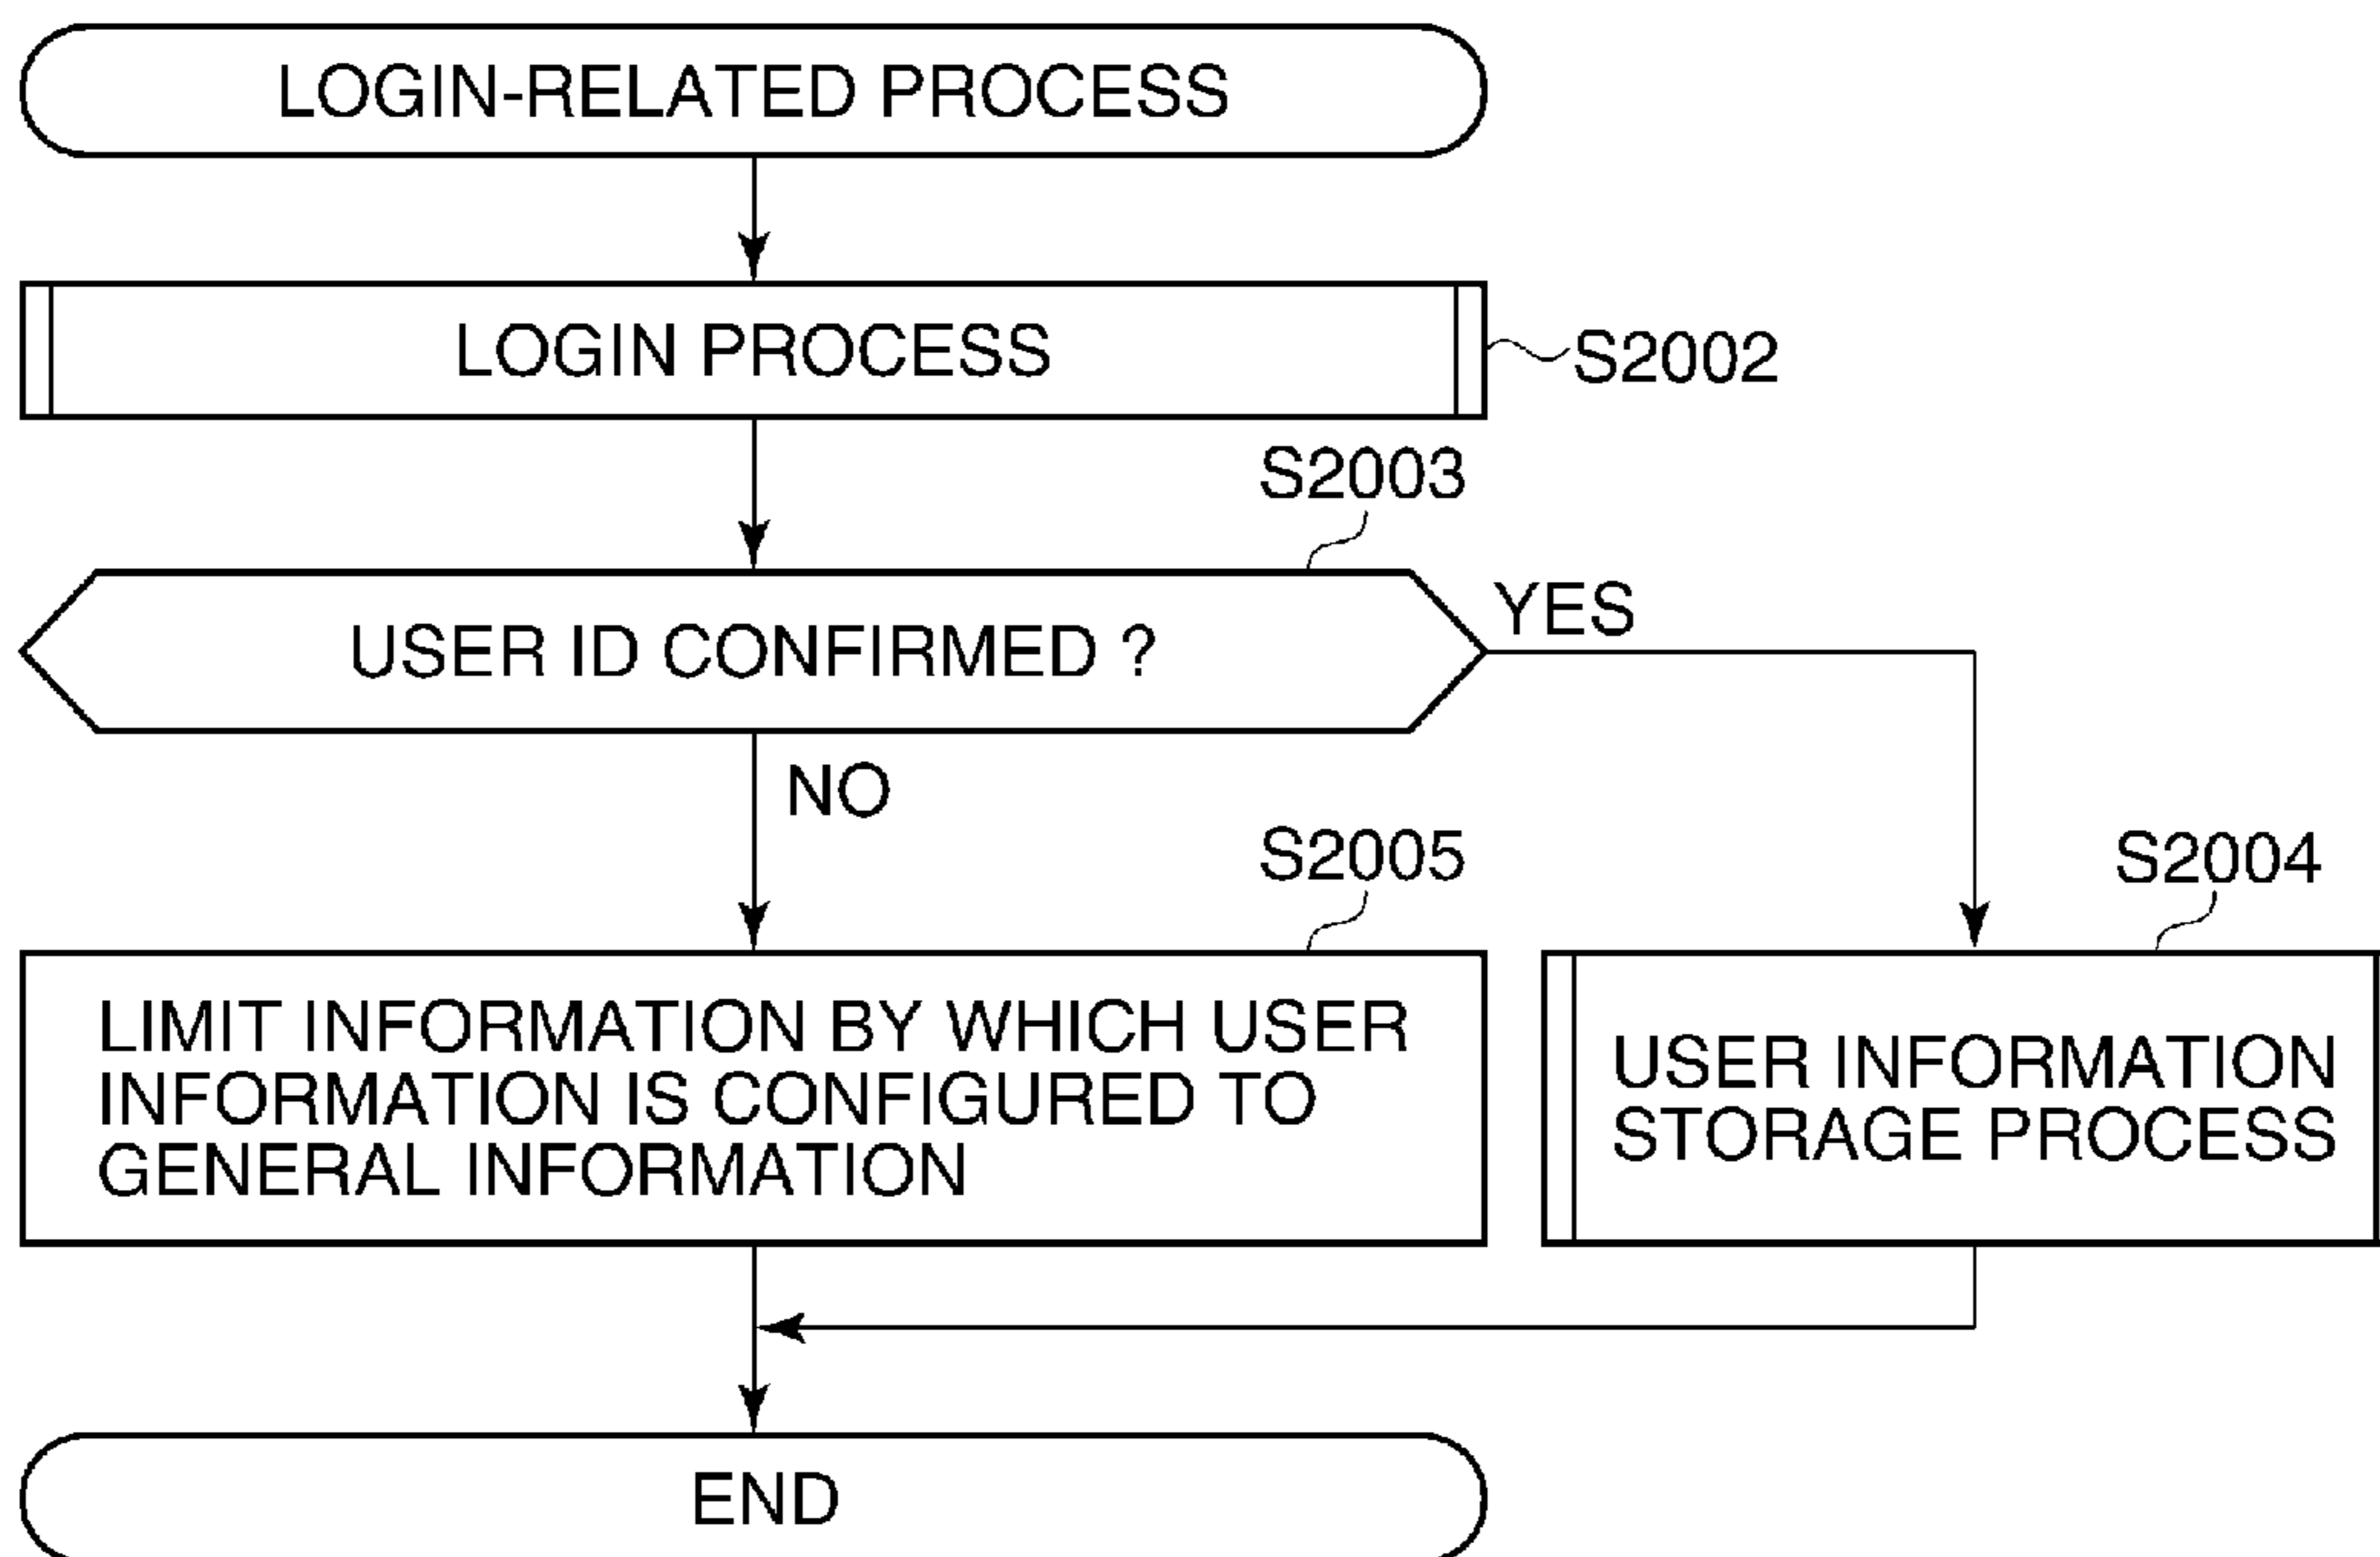 LOGIN-RELATED PROCESS
LOGIN PROCESS
S2002
S2003
USER ID CONFIRMED ?
YES
NO
S2005
S2004
LIMIT INFORMATION BY WHICH USER
INFORMATION IS CONFIGURED TO
GENERAL INFORMATION
USER INFORMATION
STORAGE PROCESS
END